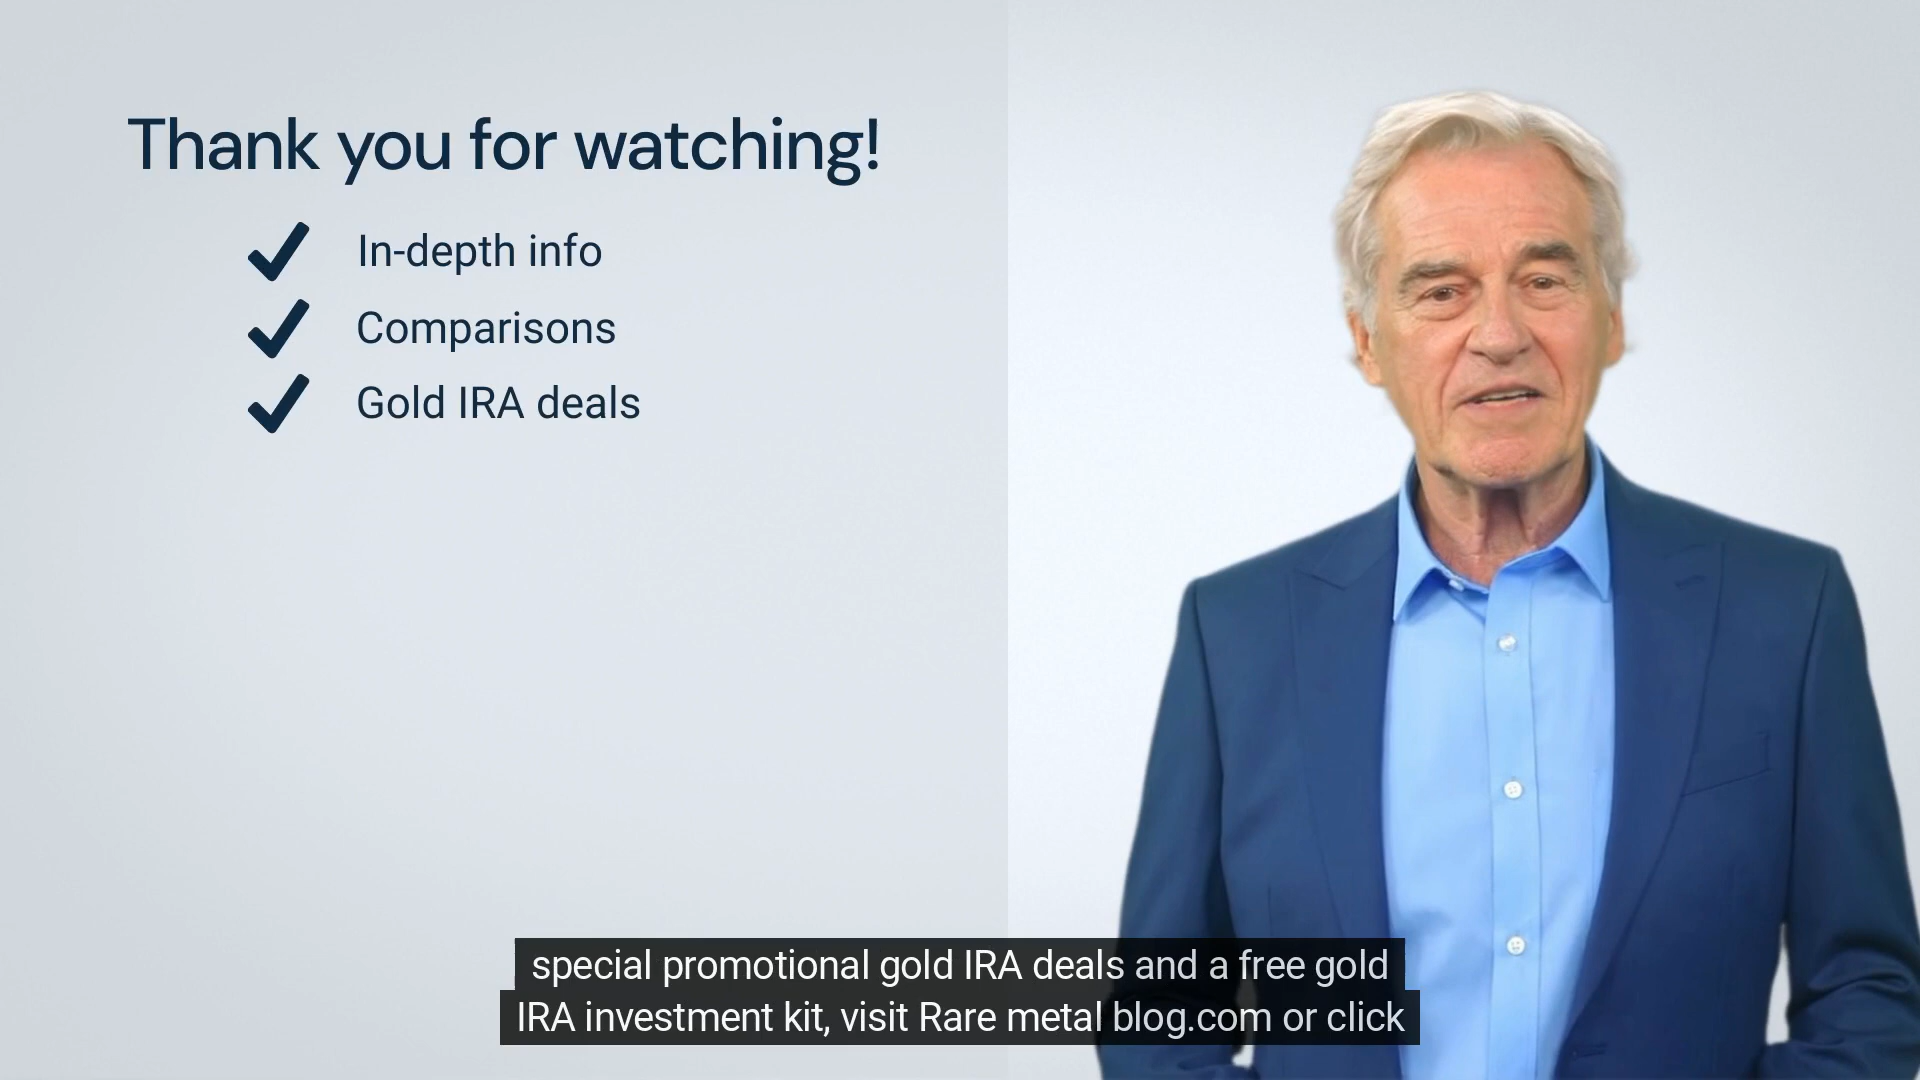 Thank you for watching!
In-depth info
Comparisons
Gold IRA deals
special promotional gold IRA deals and a free gold
IRA investment kit, visit Rare metal blog.com or click